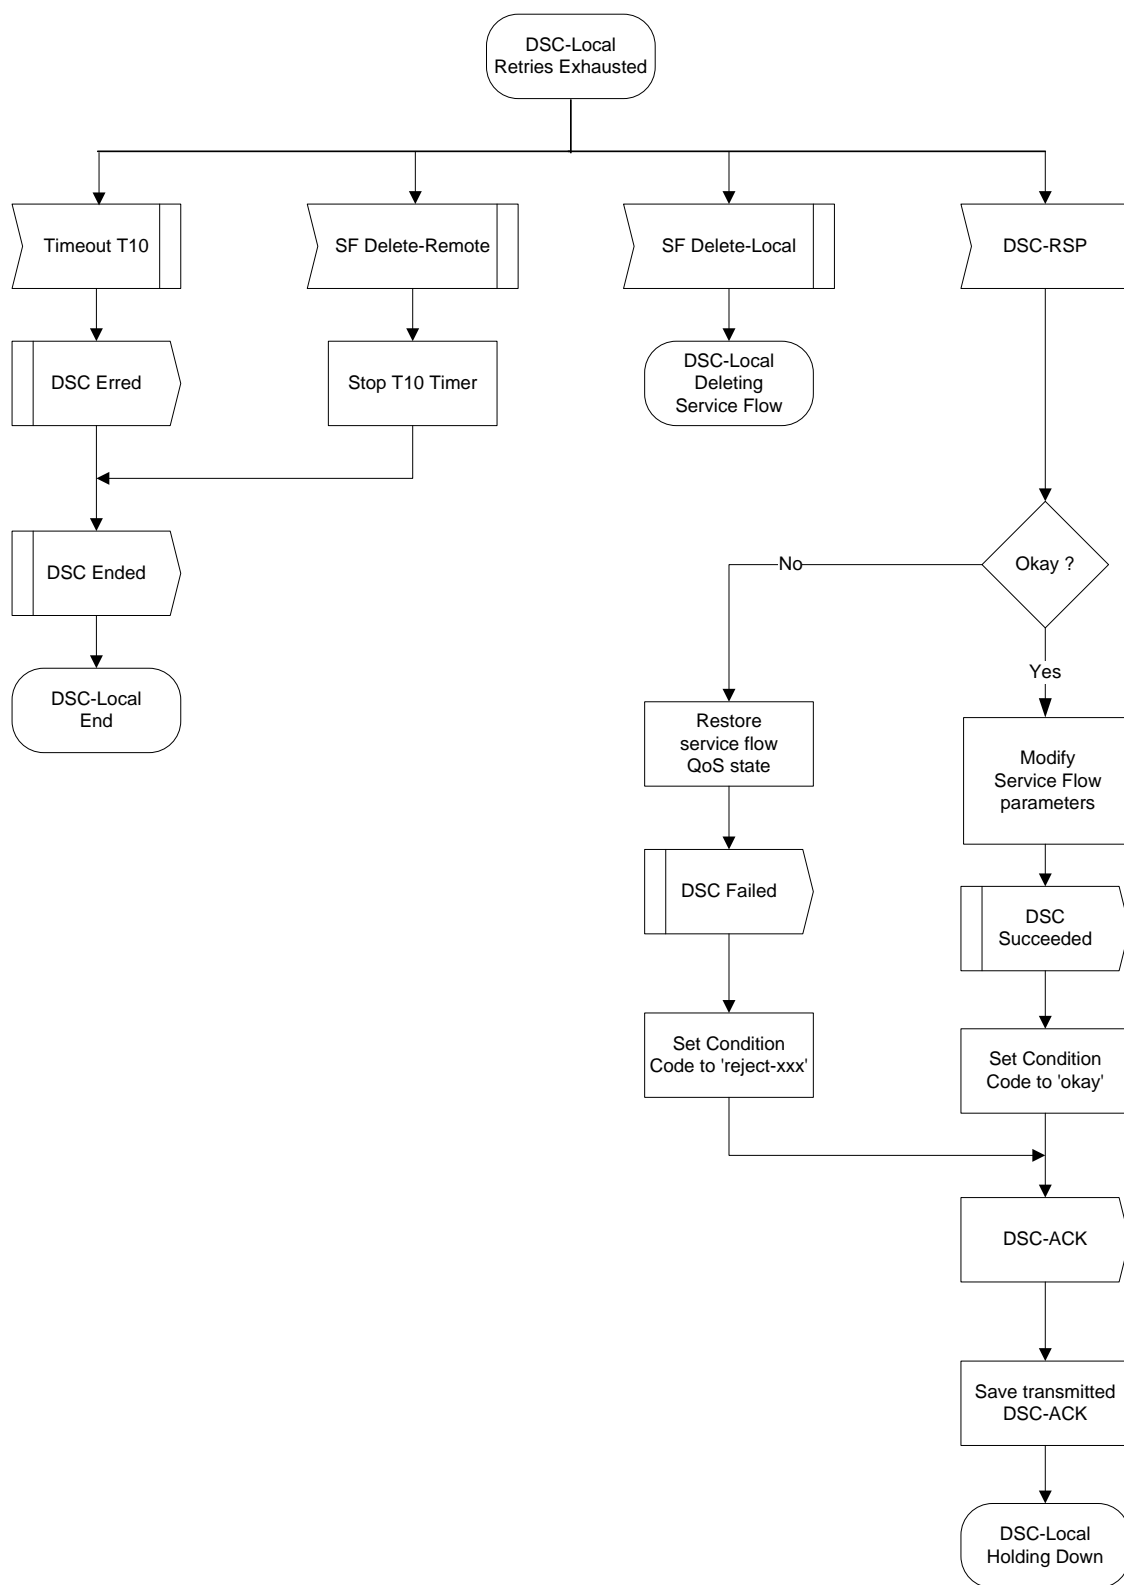 DSC-Local
Retries Exhausted
Timeout T10
SF Delete-Remote
SF Delete-Local
DSC-RSP
DSC Erred
Stop T10 Timer
DSC-Local
Deleting
Service Flow
DSC Ended
No
Okay ?
DSC-Local
End
Yes
Restore
service flow
QoS state
Modify
Service Flow
parameters
DSC Failed
DSC
Succeeded
Set Condition
Code to 'reject-xxx'
Set Condition
Code to 'okay'
DSC-ACK
Save transmitted
DSC-ACK
DSC-Local
Holding Down